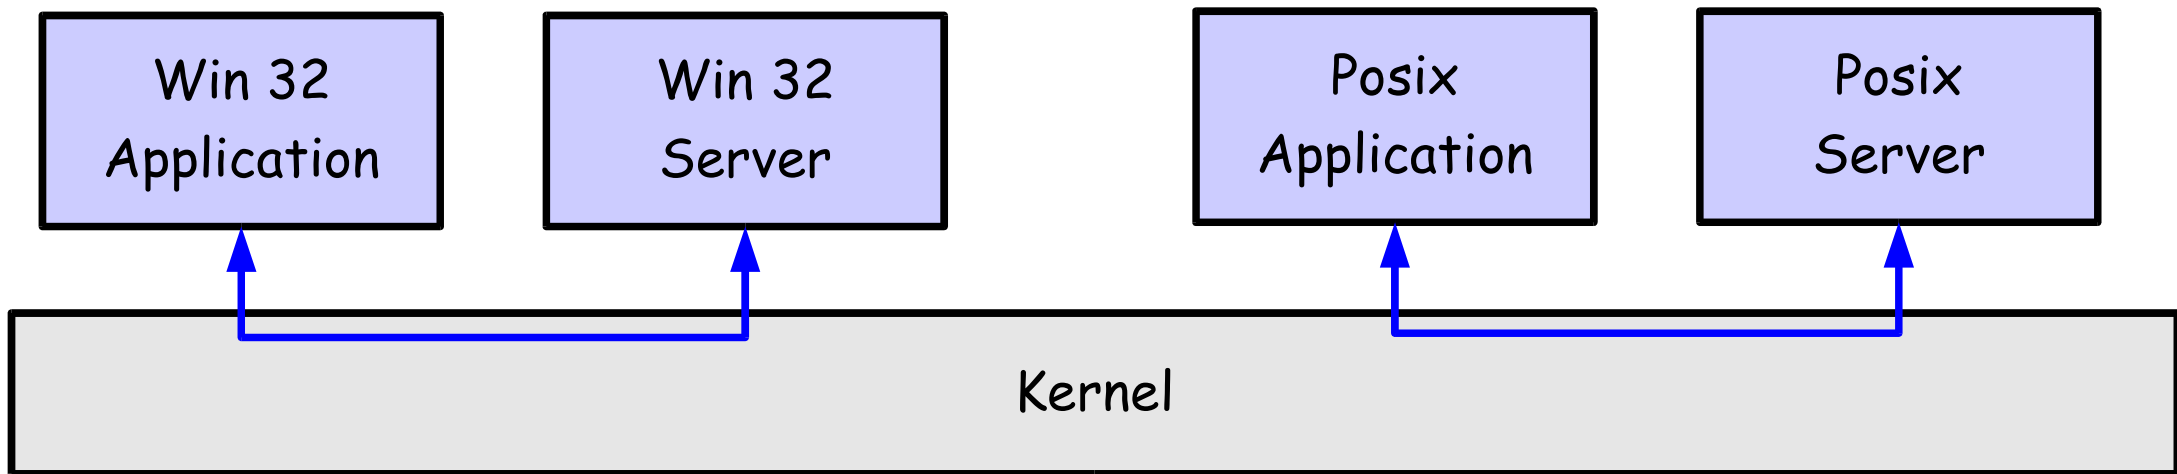 Win 32
Application
Win 32
Server
Posix
Application
Posix
Server
Kernel